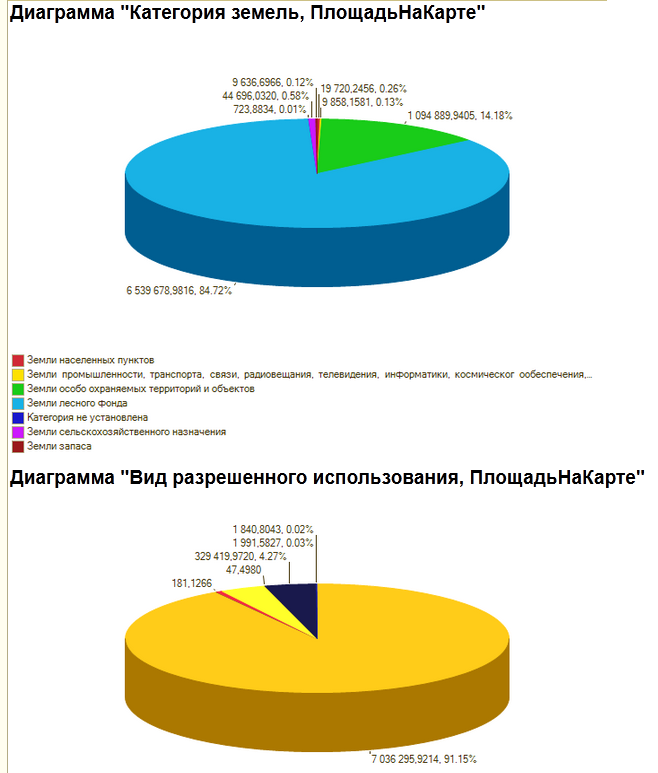 Диаграмма "Категория земель, ПлощадьНаКарте"
9 636,6966, 0.12%
19 720,2456, 0.26%
44 696,0320, 0.58%
9 858,1581, 0.13%
723,8834, 0.01%
1 094 889,9405, 14.18%
6 539 678,9816, 84.72%
Земли населенных пунктов
Земли промышленности, транспорта, связи, радиовещания, телевидения, информатики, космическог ообеспечения,...
Земли особо охраняемых территорий и объектов
Земли лесного фонда
Категория не установлена
Земли сельскохозяйственного назначения
Земли запаса
Диаграмма "Вид разрешенного использования, ПлощадьНаКарте"
1 840,8043, 0.02%
1 991,5827, 0.03%
329 419,9720, 4.27%
47,4980
181,1266
7 036 295,9214, 91.15%